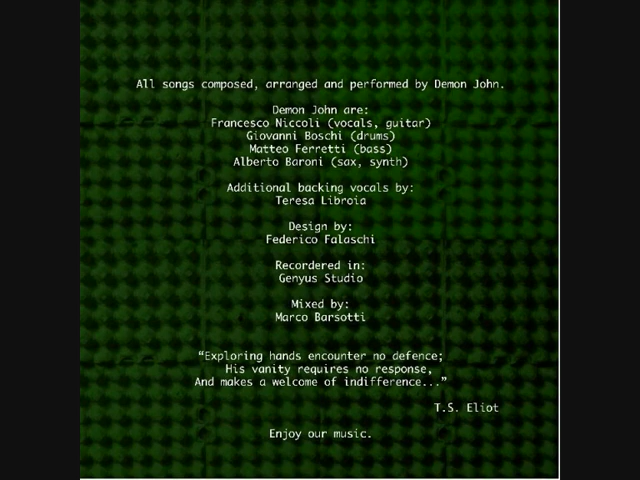 All songs composed, arranged and performed by Demon John.
Demon John are:
Francesco Niccoli (vocals, guitar)
Giovanni Boschi (drums)
Matteo Ferretti (bass)
Alberto Baroni (sax, synth)
Additional backing vocals by:
Teresa Libroia
Design by:
Federico Falaschi
Recordered in:
Genyus Studio
Mixed by:
Marco Barsotti
“Exploring hands encounter no defence;
His vanity requires no response,
And makes a welcome of indifference...”
T.S. Eliot
Enjoy our music.